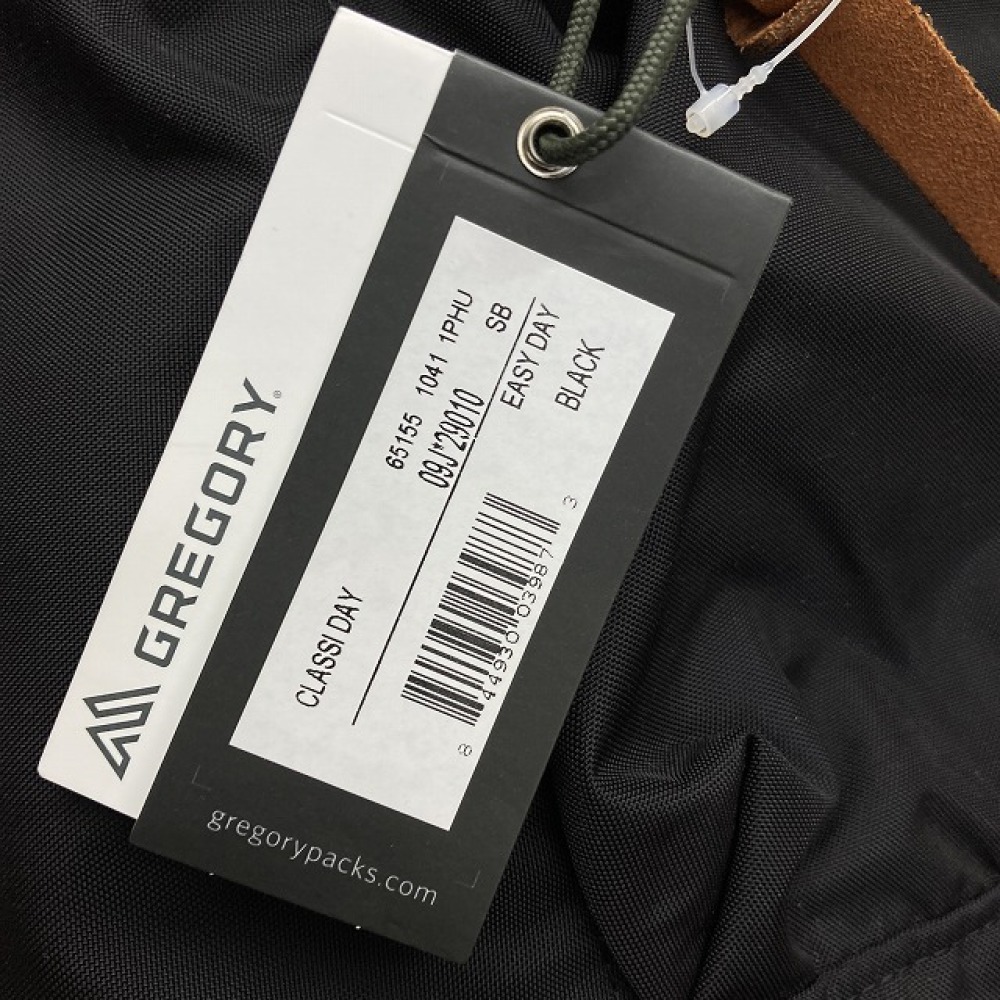 GREGORY®
65155 1041 1PHU
09J*29010 SB
CLASSI DAY
EASY DAY
BLACK
8 44930 03987 3
gregorypacks.com